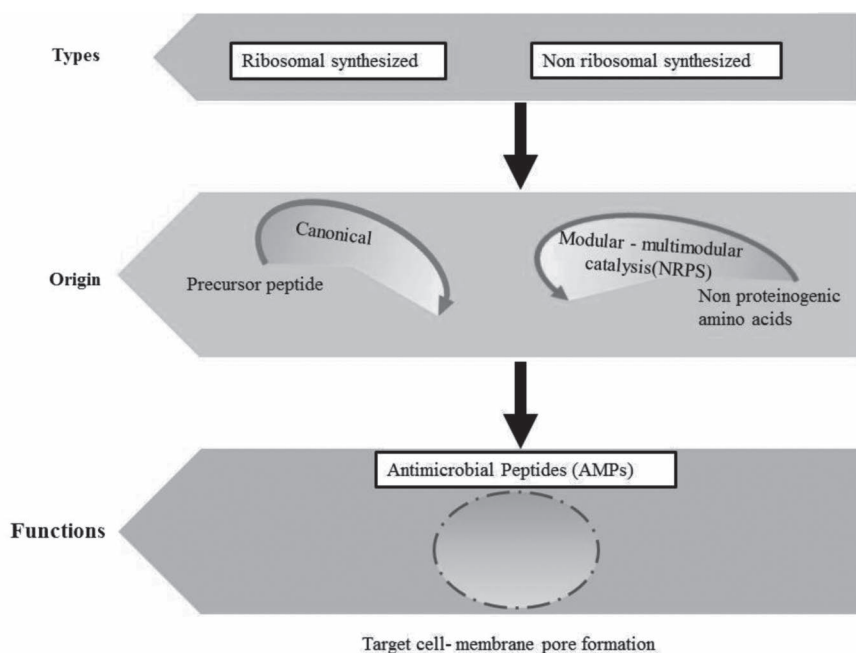 Types
Ribosomal synthesized
Non ribosomal synthesized
Origin
Canonical
Precursor peptide
Modular - multimodular
catalysis(NRPS)
Non proteinogenic
amino acids
Functions
Antimicrobial Peptides (AMPs)
Target cell- membrane pore formation